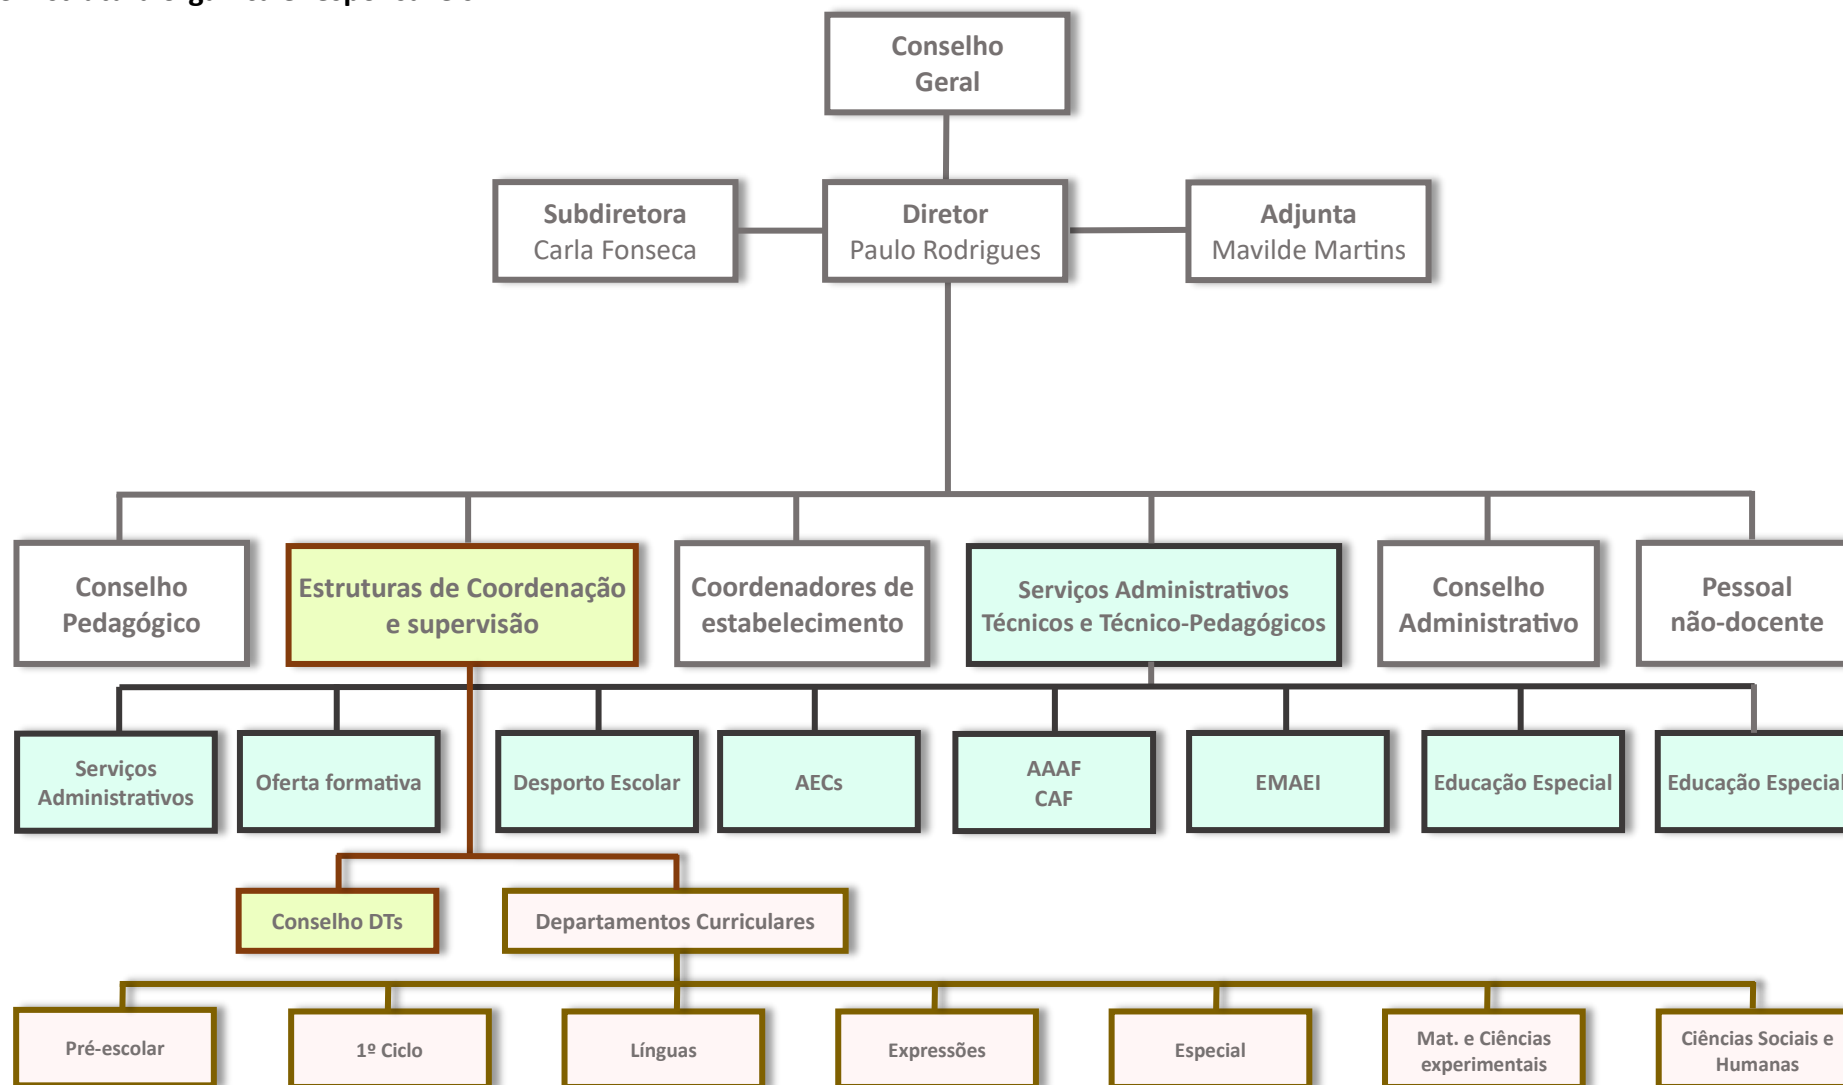 Conselho
Geral
Subdiretora
Carla Fonseca
Diretor
Paulo Rodrigues
Adjunta
Mavilde Martins
Conselho
Pedagógico
Estruturas de Coordenação
e supervisão
Coordenadores de
estabelecimento
Serviços Administrativos
Técnicos e Técnico-Pedagógicos
Conselho
Administrativo
Pessoal
não-docente
Serviços
Administrativos
Oferta formativa
Desporto Escolar
AECs
AAAF
CAF
EMAEI
Educação Especial
Educação Especial
Conselho DTs
Departamentos Curriculares
Pré-escolar
1º Ciclo
Línguas
Expressões
Especial
Mat. e Ciências
experimentais
Ciências Sociais e
Humanas